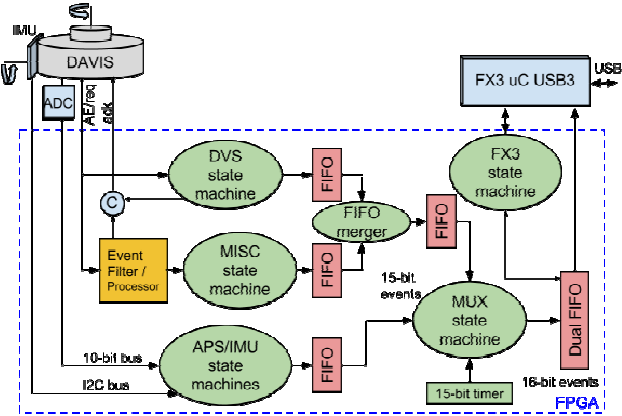 IMU
DAVIS
ADC
AE/req
ack
FX3 uC USB3
USB
DVS
state
machine
FIFO
FX3
state
machine
C
FIFO
merger
FIFO
Event
Filter /
Processor
MISC
state
machine
FIFO
15-bit
events
MUX
state
machine
Dual FIFO
APS/IMU
state
machines
FIFO
10-bit bus
I2C bus
15-bit timer
16-bit events
FPGA